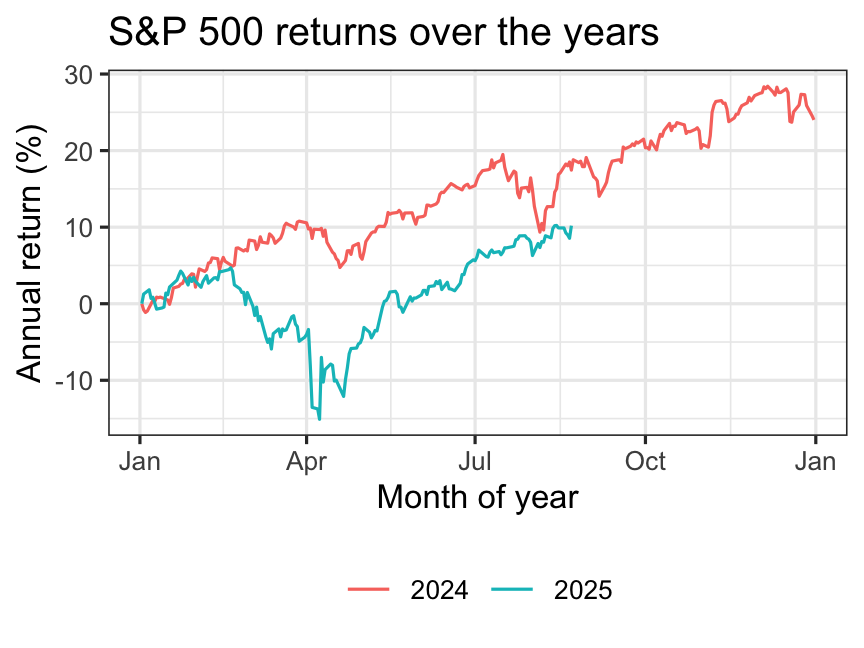 S&P 500 returns over the years
Annual return (%)
30
20
10
0
-10
Jan Apr Jul Oct Jan
Month of year
2024 2025